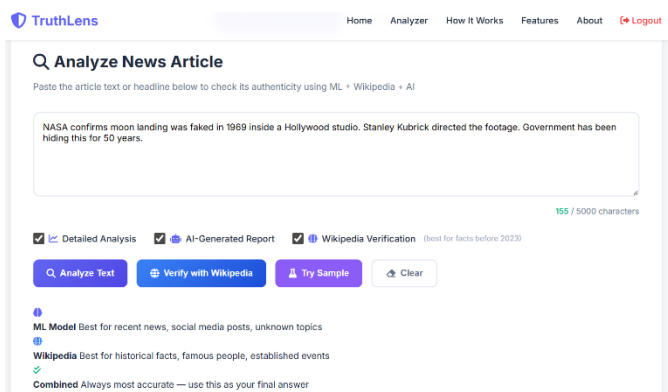 TruthLens
Home Analyzer How It Works Features About Logout
Analyze News Article
Paste the article text or headline below to check its authenticity using ML + Wikipedia + AI
NASA confirms moon landing was faked in 1969 inside a Hollywood studio. Stanley Kubrick directed the footage. Government has been
hiding this for 50 years.
155 / 5000 characters
Detailed Analysis AI-Generated Report Wikipedia Verification (best for facts before 2023)
Analyze Text Verify with Wikipedia Try Sample Clear
ML Model Best for recent news, social media posts, unknown topics
Wikipedia Best for historical facts, famous people, established events
Combined Always most accurate — use this as your final answer